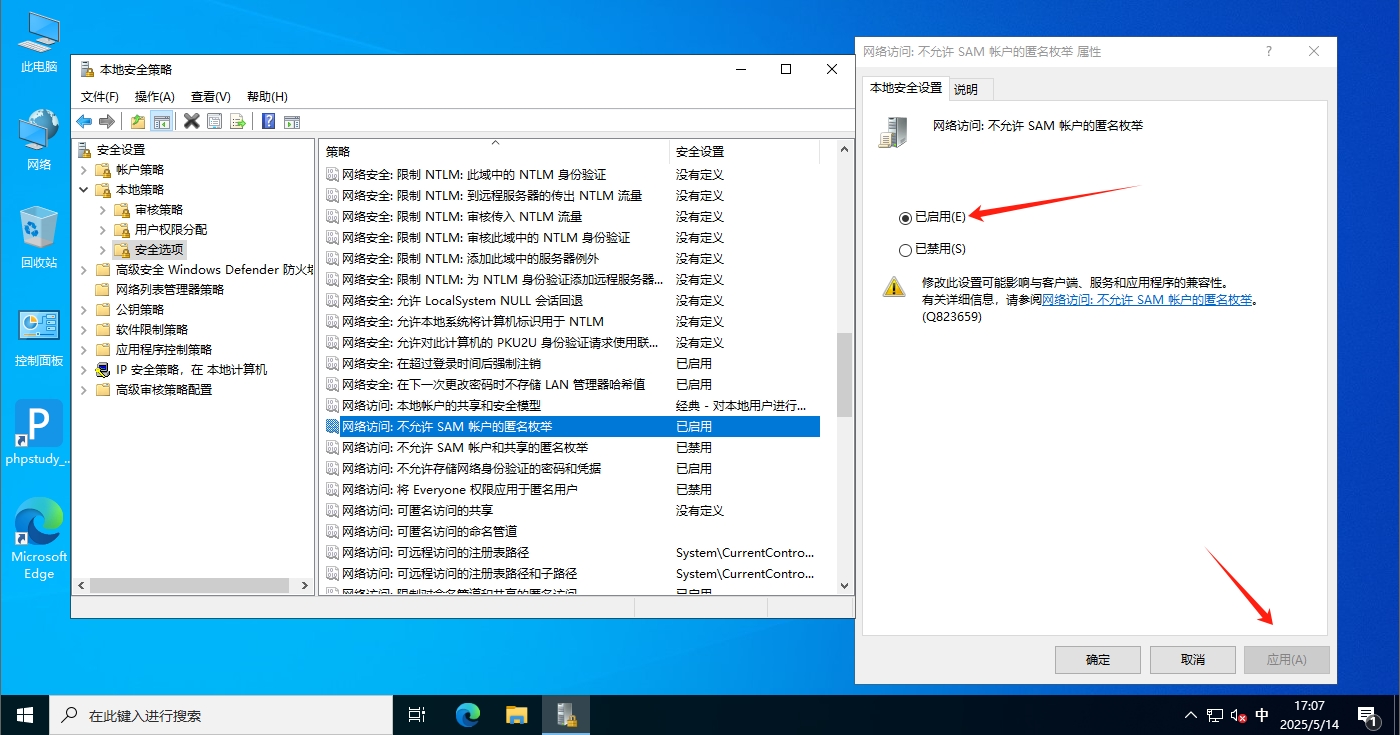 此电脑
网络
回收站
控制面板
phpstudy_...
Microsoft
Edge
本地安全策略
文件(F) 操作(A) 查看(V) 帮助(H)
安全设置
帐户策略
本地策略
审核策略
用户权限分配
安全选项
高级安全 Windows Defender 防火墙
网络列表管理器策略
公钥策略
软件限制策略
应用程序控制策略
IP 安全策略，在 本地计算机
高级审核策略配置
策略 安全设置
网络安全: 限制 NTLM: 此域中的 NTLM 身份验证 没有定义
网络安全: 限制 NTLM: 到远程服务器的传出 NTLM 流量 没有定义
网络安全: 限制 NTLM: 审核传入 NTLM 流量 没有定义
网络安全: 限制 NTLM: 审核此域中的 NTLM 身份验证 没有定义
网络安全: 限制 NTLM: 添加此域中的服务器例外 没有定义
网络安全: 限制 NTLM: 为 NTLM 身份验证添加远程服务器... 没有定义
网络安全: 允许 LocalSystem NULL 会话回退 没有定义
网络安全: 允许本地系统将计算机标识用于 NTLM 没有定义
网络安全: 允许对此计算机的 PKU2U 身份验证请求使用联... 没有定义
网络安全: 在超过登录时间后强制注销 已启用
网络安全: 在下一次更改密码时不存储 LAN 管理器哈希值 已启用
网络访问: 本地帐户的共享和安全模型 经典 - 对本地用户进行...
网络访问: 不允许 SAM 帐户的匿名枚举 已启用
网络访问: 不允许 SAM 帐户和共享的匿名枚举 已禁用
网络访问: 不允许存储网络身份验证的密码和凭据 已启用
网络访问: 将 Everyone 权限应用于匿名用户 已禁用
网络访问: 可匿名访问的共享 没有定义
网络访问: 可匿名访问的命名管道
网络访问: 可远程访问的注册表路径 System\CurrentContro...
网络访问: 可远程访问的注册表路径和子路径 System\CurrentContro...
网络访问: 限制对命名管道和共享的匿名访问 已启用
网络访问: 不允许 SAM 帐户的匿名枚举 属性 ?
本地安全设置 说明
网络访问: 不允许 SAM 帐户的匿名枚举
已启用(E)
已禁用(S)
修改此设置可能影响与客户端、服务和应用程序的兼容性。
有关详细信息，请参阅网络访问: 不允许 SAM 帐户的匿名枚举。
(Q823659)
确定 取消 应用(A)
在此键入进行搜索
中
17:07
2025/5/14
1